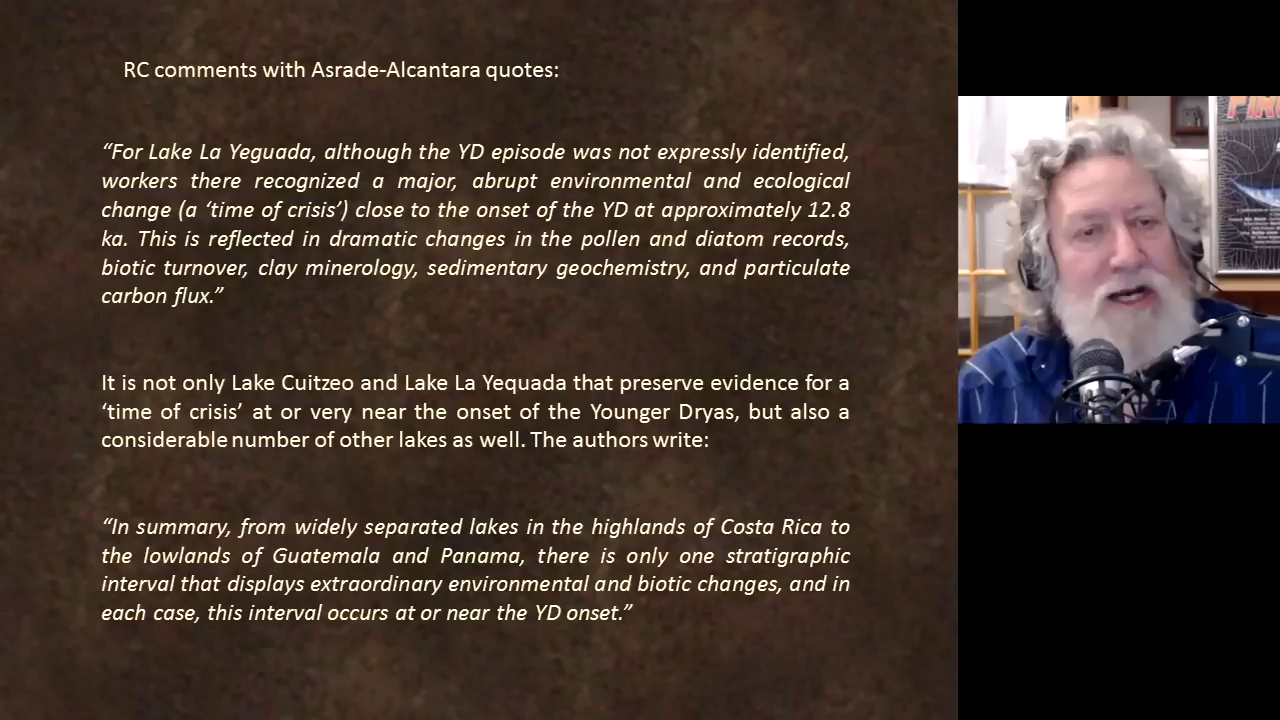 RC comments with Asrade-Alcantara quotes:
“For Lake La Yeguada, although the YD episode was not expressly identified,
workers there recognized a major, abrupt environmental and ecological
change (a ‘time of crisis’) close to the onset of the YD at approximately 12.8
ka. This is reflected in dramatic changes in the pollen and diatom records,
biotic turnover, clay minerology, sedimentary geochemistry, and particulate
carbon flux.”
It is not only Lake Cuitzeo and Lake La Yequada that preserve evidence for a
‘time of crisis’ at or very near the onset of the Younger Dryas, but also a
considerable number of other lakes as well. The authors write:
“In summary, from widely separated lakes in the highlands of Costa Rica to
the lowlands of Guatemala and Panama, there is only one stratigraphic
interval that displays extraordinary environmental and biotic changes, and in
each case, this interval occurs at or near the YD onset.”